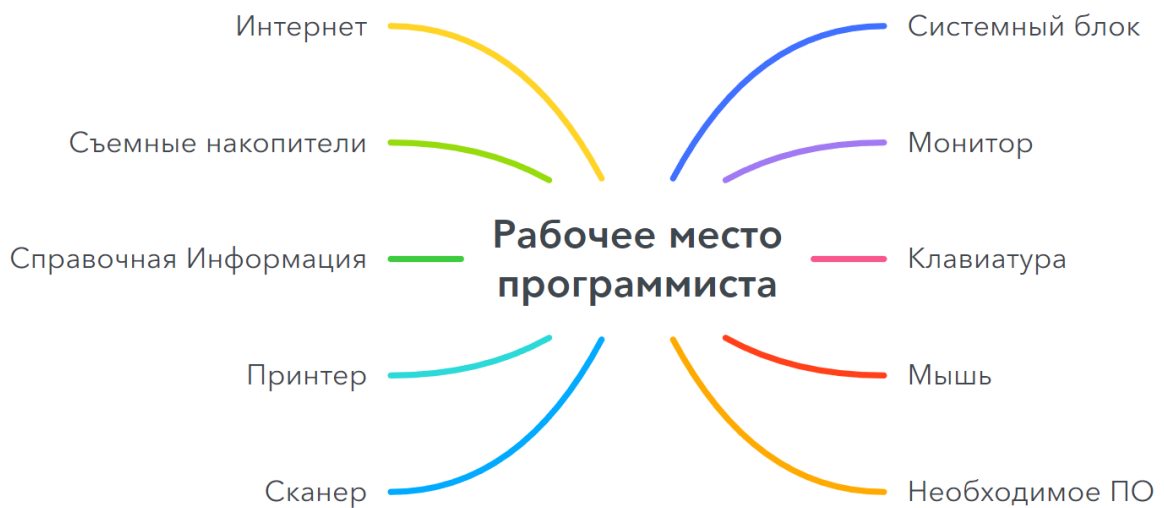 Интернет
Системный блок
Съемные накопители
Монитор
Рабочее место
программиста
Справочная Информация
Клавиатура
Принтер
Мышь
Сканер
Необходимое ПО